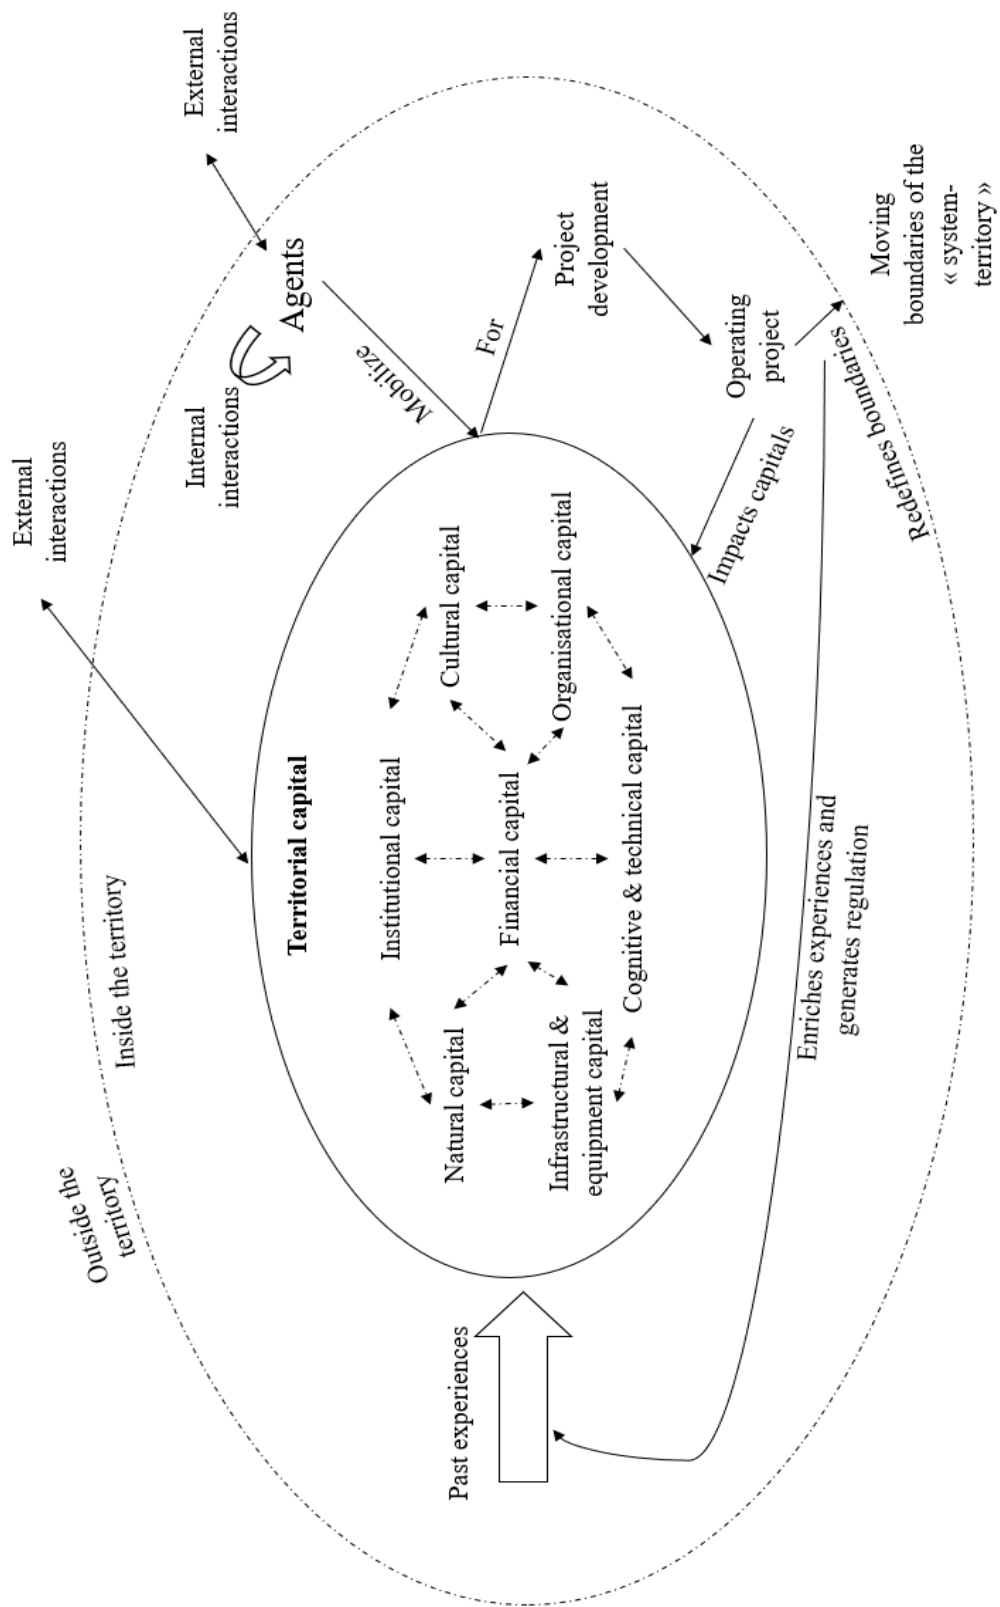 Outside the
territory
Inside the territory
External
interactions
External
interactions
Internal
interactions
Agents
Mobilize
For
Project
development
Operating
project
Impacts capitals
Redefines boundaries
Moving
boundaries of the
« system-
territory »
Territorial capital
Institutional capital
Natural capital
Cultural capital
Financial capital
Infrastructural &
equipment capital
Organisational capital
Cognitive & technical capital
Past experiences
Enriches experiences and
generates regulation